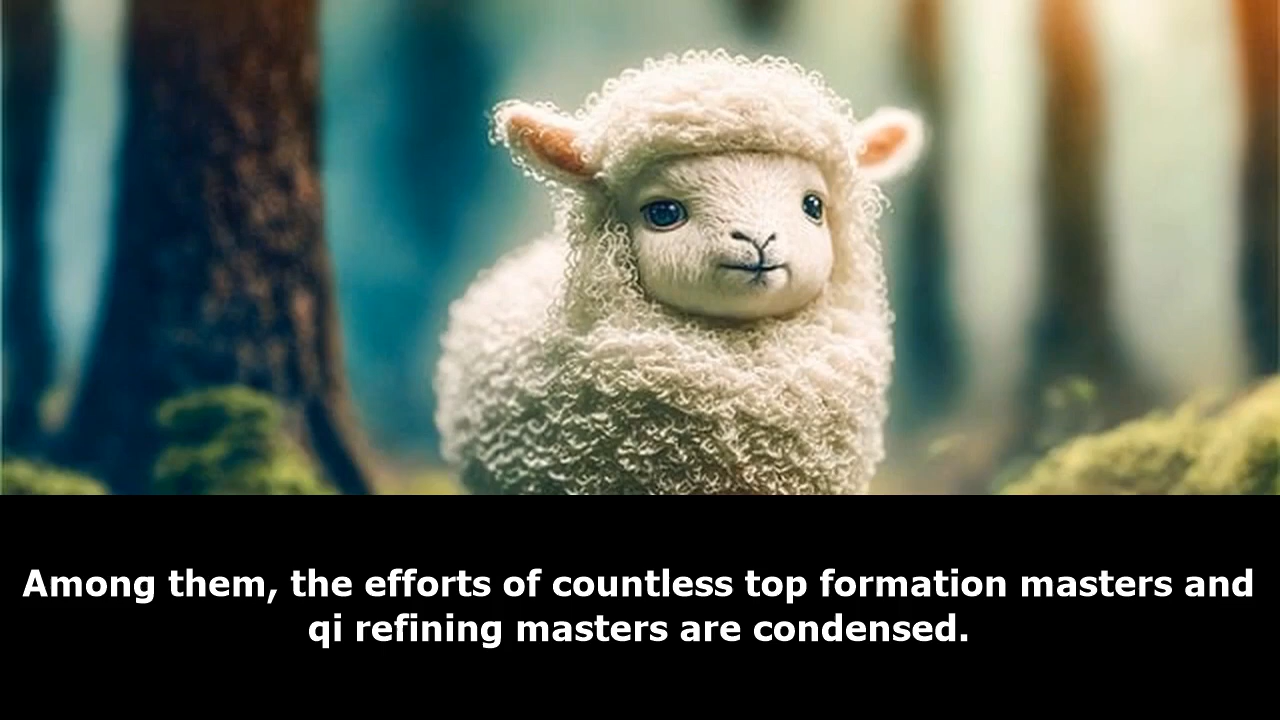 Among them, the efforts of countless top formation masters and
qi refining masters are condensed.